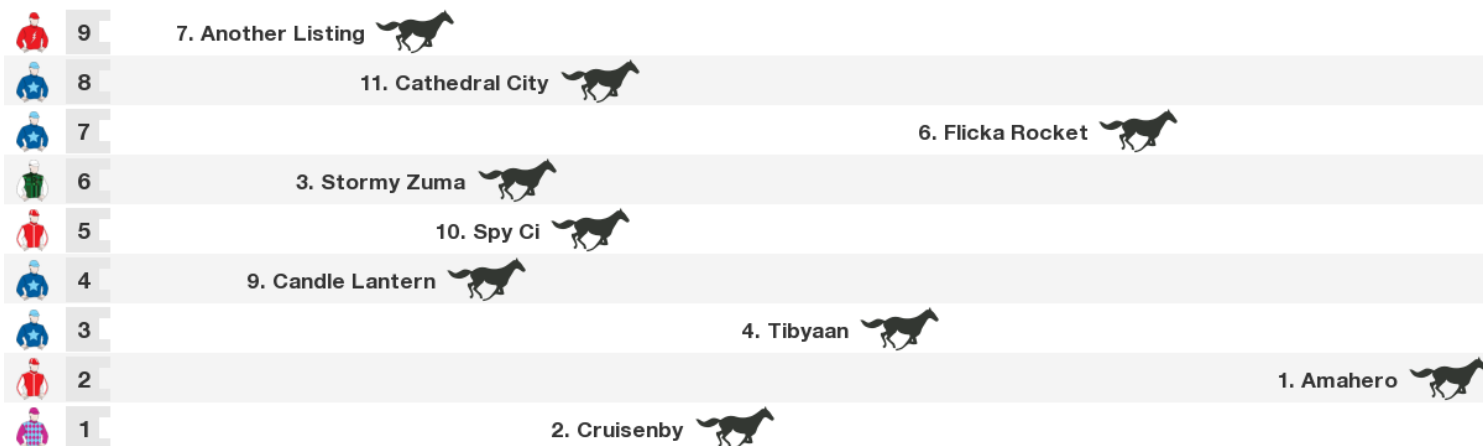 9 7. Another Listing
8 11. Cathedral City
7 6. Flicka Rocket
6 3. Stormy Zuma
5 10. Spy Ci
4 9. Candle Lantern
3 4. Tibyaan
2 1. Amahero
1 2. Cruisenby